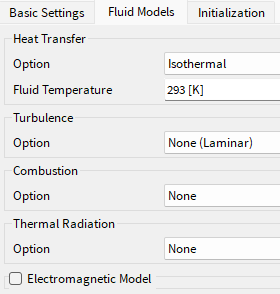 Basic Settings Fluid Models Initialization
Heat Transfer
Option Isothermal
Fluid Temperature 293 [K]
Turbulence
Option None (Laminar)
Combustion
Option None
Thermal Radiation
Option None
Electromagnetic Model